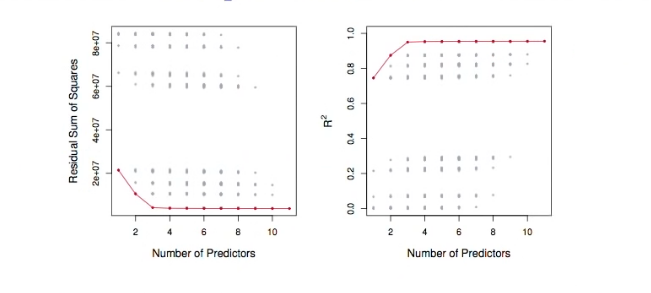 Residual Sum of Squares
8e+07
6e+07
4e+07
2e+07
2 4 6 8 10
Number of Predictors
R²
1.0
0.8
0.6
0.4
0.2
0.0
2 4 6 8 10
Number of Predictors